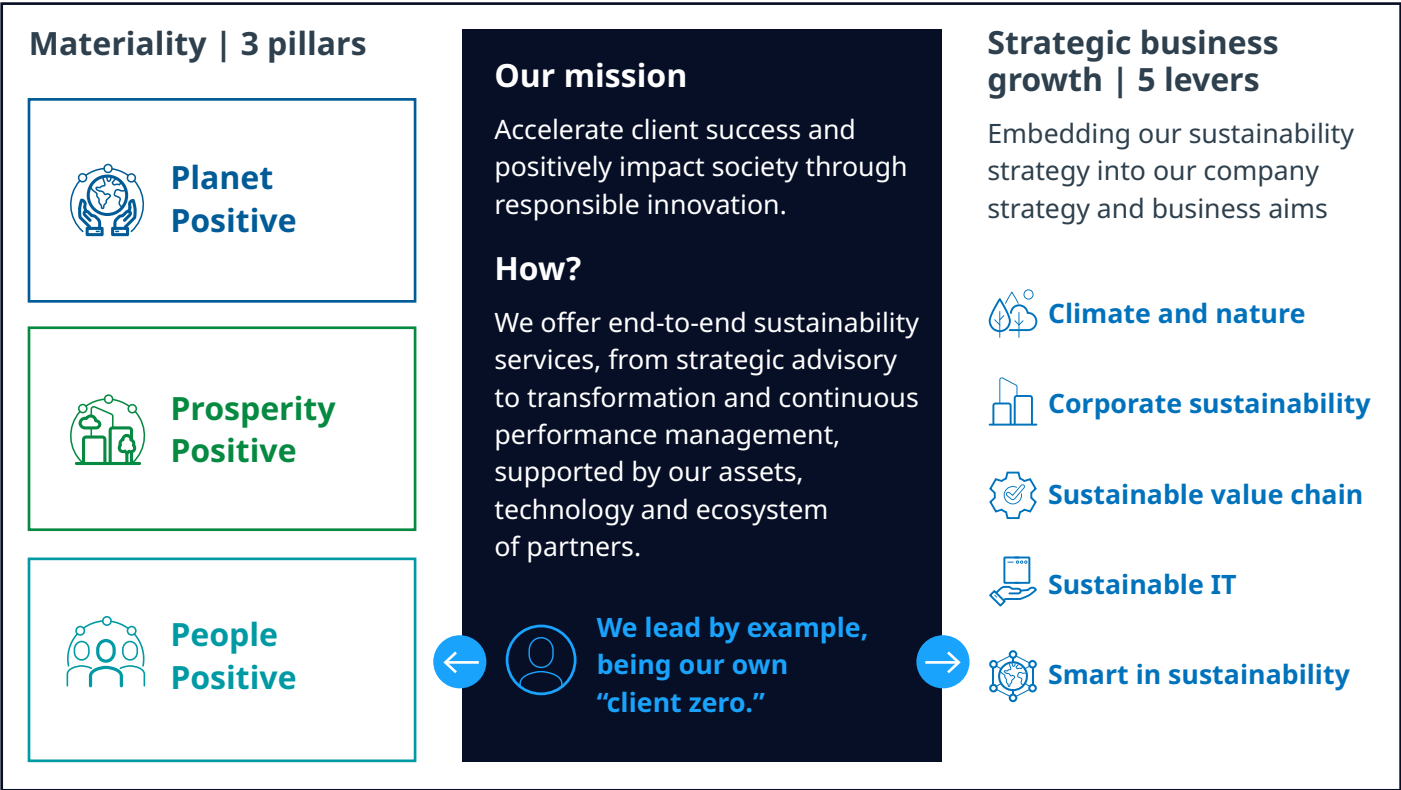 Materiality | 3 pillars
Planet
Positive
Prosperity
Positive
People
Positive
Our mission
Accelerate client success and
positively impact society through
responsible innovation.
How?
We offer end-to-end sustainability
services, from strategic advisory
to transformation and continuous
performance management,
supported by our assets,
technology and ecosystem
of partners.
We lead by example,
being our own
“client zero.”
Strategic business
growth | 5 levers
Embedding our sustainability
strategy into our company
strategy and business aims
Climate and nature
Corporate sustainability
Sustainable value chain
Sustainable IT
Smart in sustainability